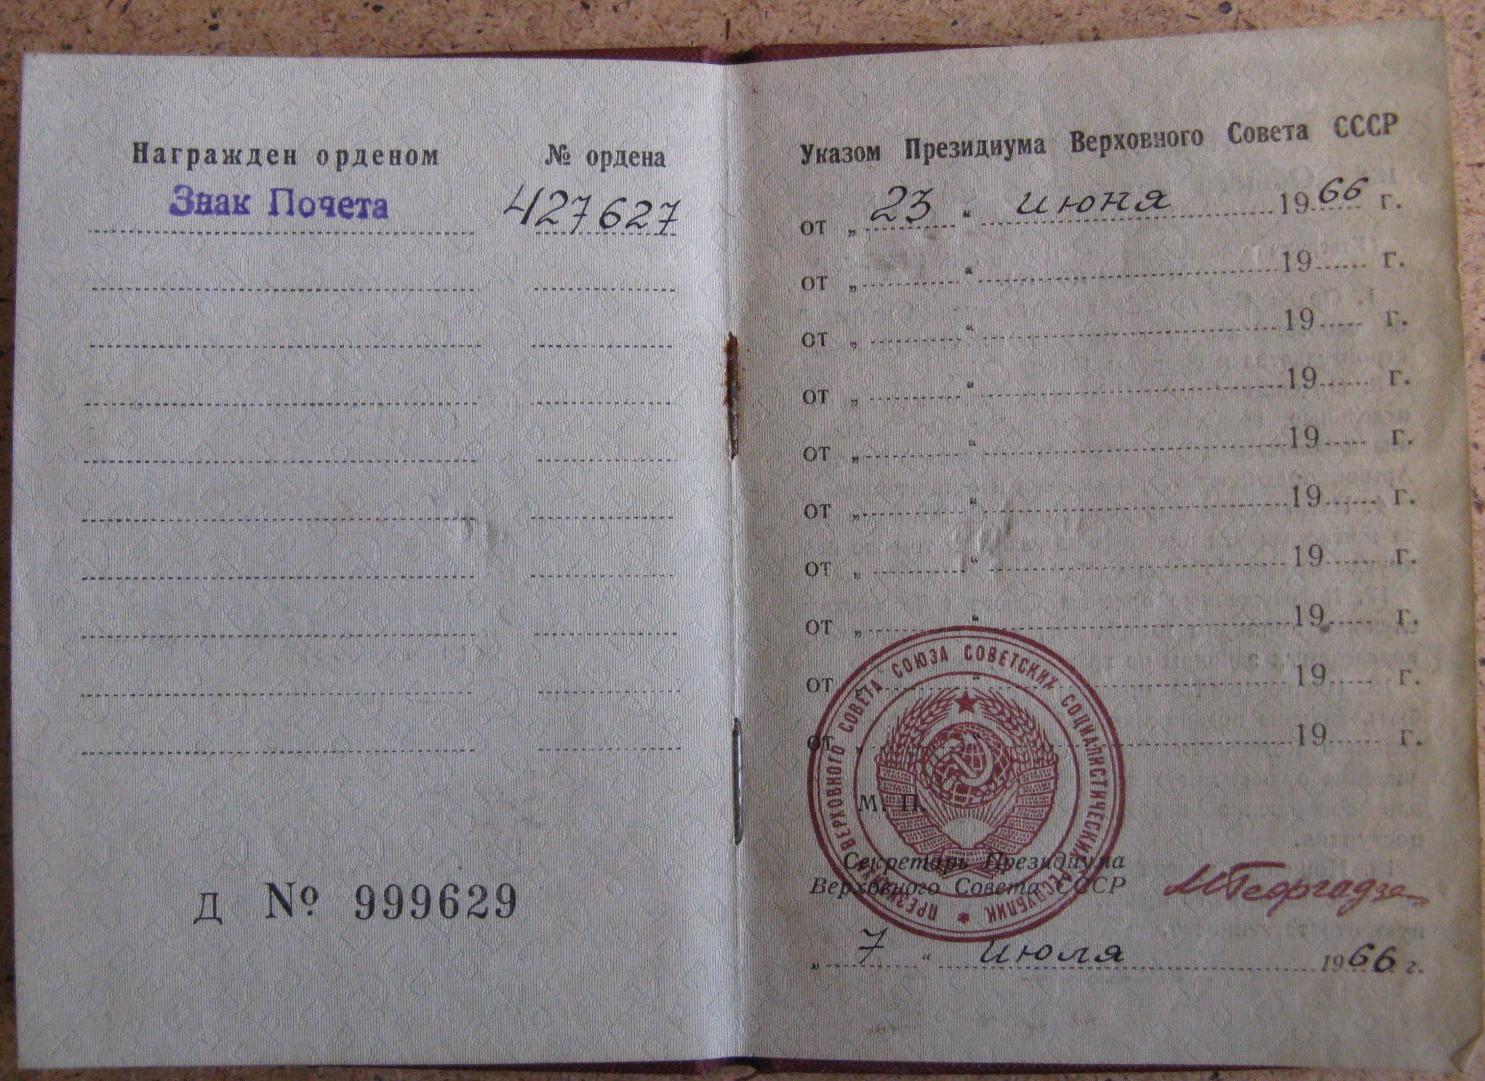 Награжден орденом № ордена
Знак Почета 427627
Д № 999629
Указом Президиума Верховного Совета СССР
от „ 23 “ июня 1966 г.
от „ “ 19 г.
от „ “ 19 г.
от „ “ 19 г.
от „ “ 19 г.
от „ “ 19 г.
от „ “ 19 г.
от „ “ 19 г.
от „ “ 19 г.
от „ “ 19 г.
ПРЕЗИДИУМ ВЕРХОВНОГО СОВЕТА СОЮЗА СОВЕТСКИХ СОЦИАЛИСТИЧЕСКИХ РЕСПУБЛИК
М. П.
Секретарь Президиума
Верховного Совета СССР М Георгадзе
„ 7 “ июля 1966 г.